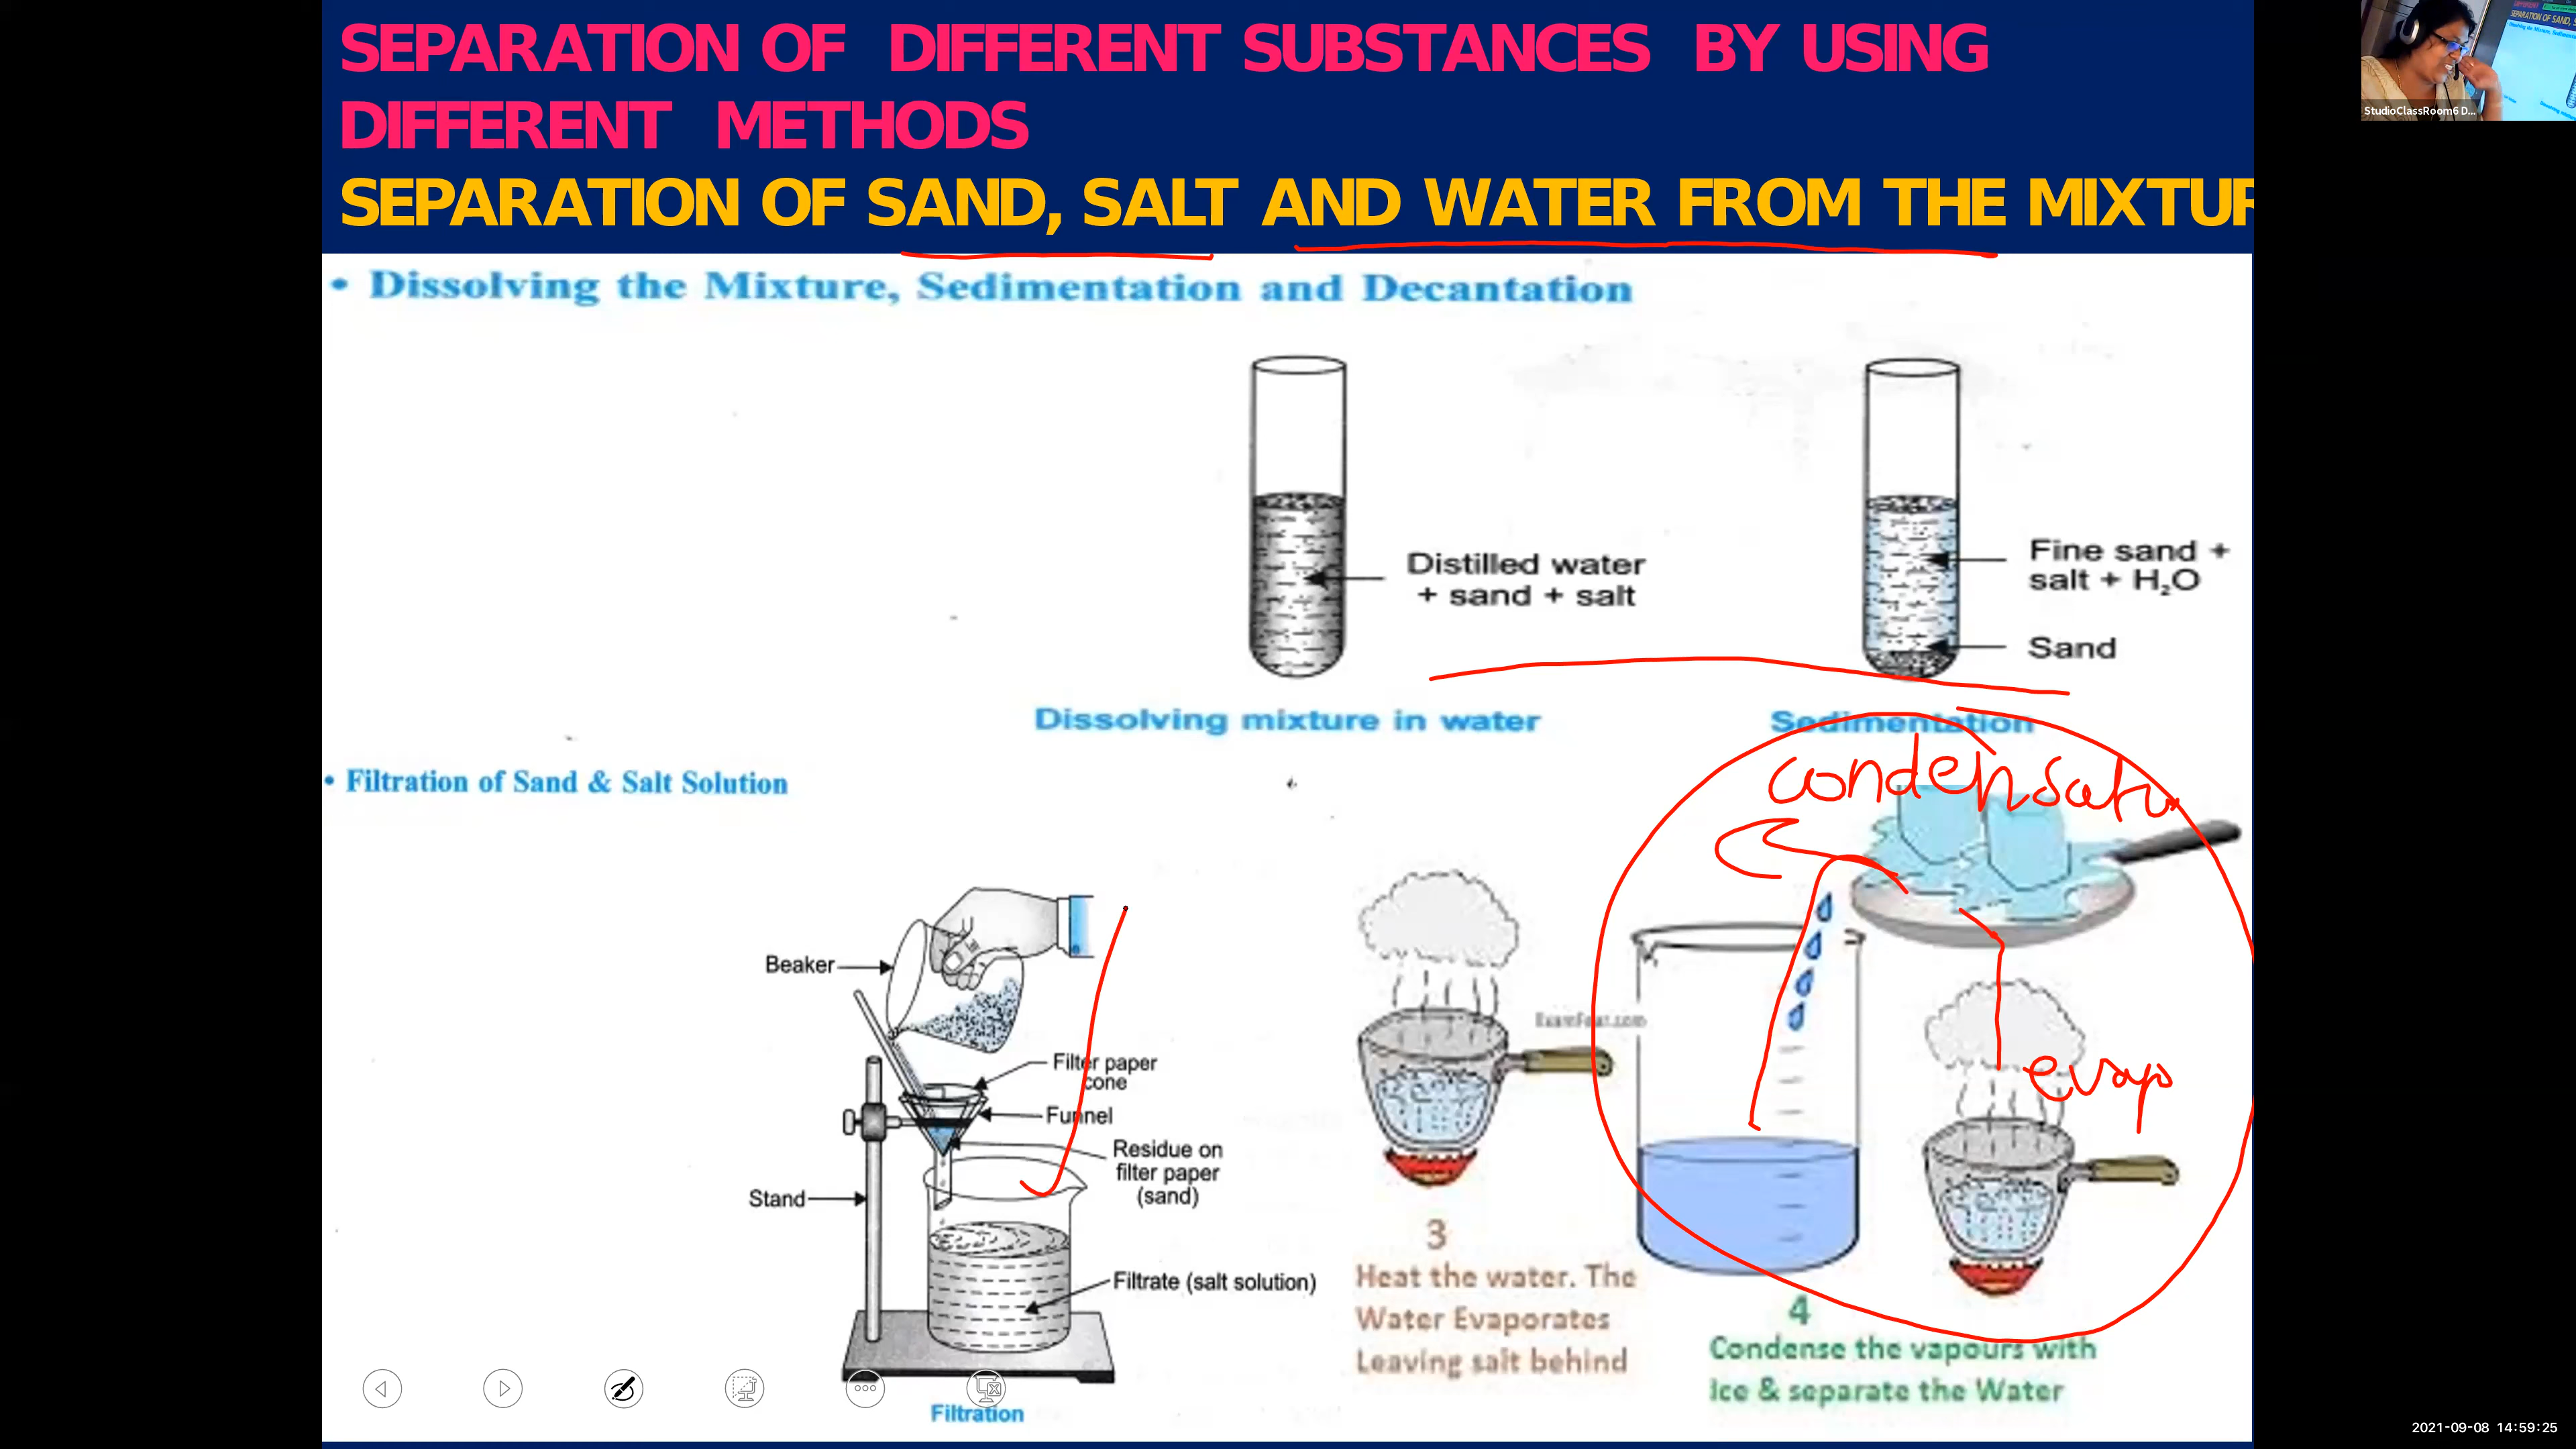 SEPARATION OF DIFFERENT SUBSTANCES BY USING
DIFFERENT METHODS
SEPARATION OF SAND, SALT AND WATER FROM THE MIXTUR
• Dissolving the Mixture, Sedimentation and Decantation
Distilled water
+ sand + salt
Fine sand +
salt + H₂O
Sand
Dissolving mixture in water
Sedimentation
• Filtration of Sand & Salt Solution
Beaker
Filter paper
cone
Funnel
Residue on
filter paper
(sand)
Stand
Filtrate (salt solution)
Filtration
ExamFear.com
3
Heat the water. The
Water Evaporates
Leaving salt behind
evap
4
Condense the vapours with
Ice & separate the Water
StudioClassRoom6 D...
2021-09-08 14:59:25